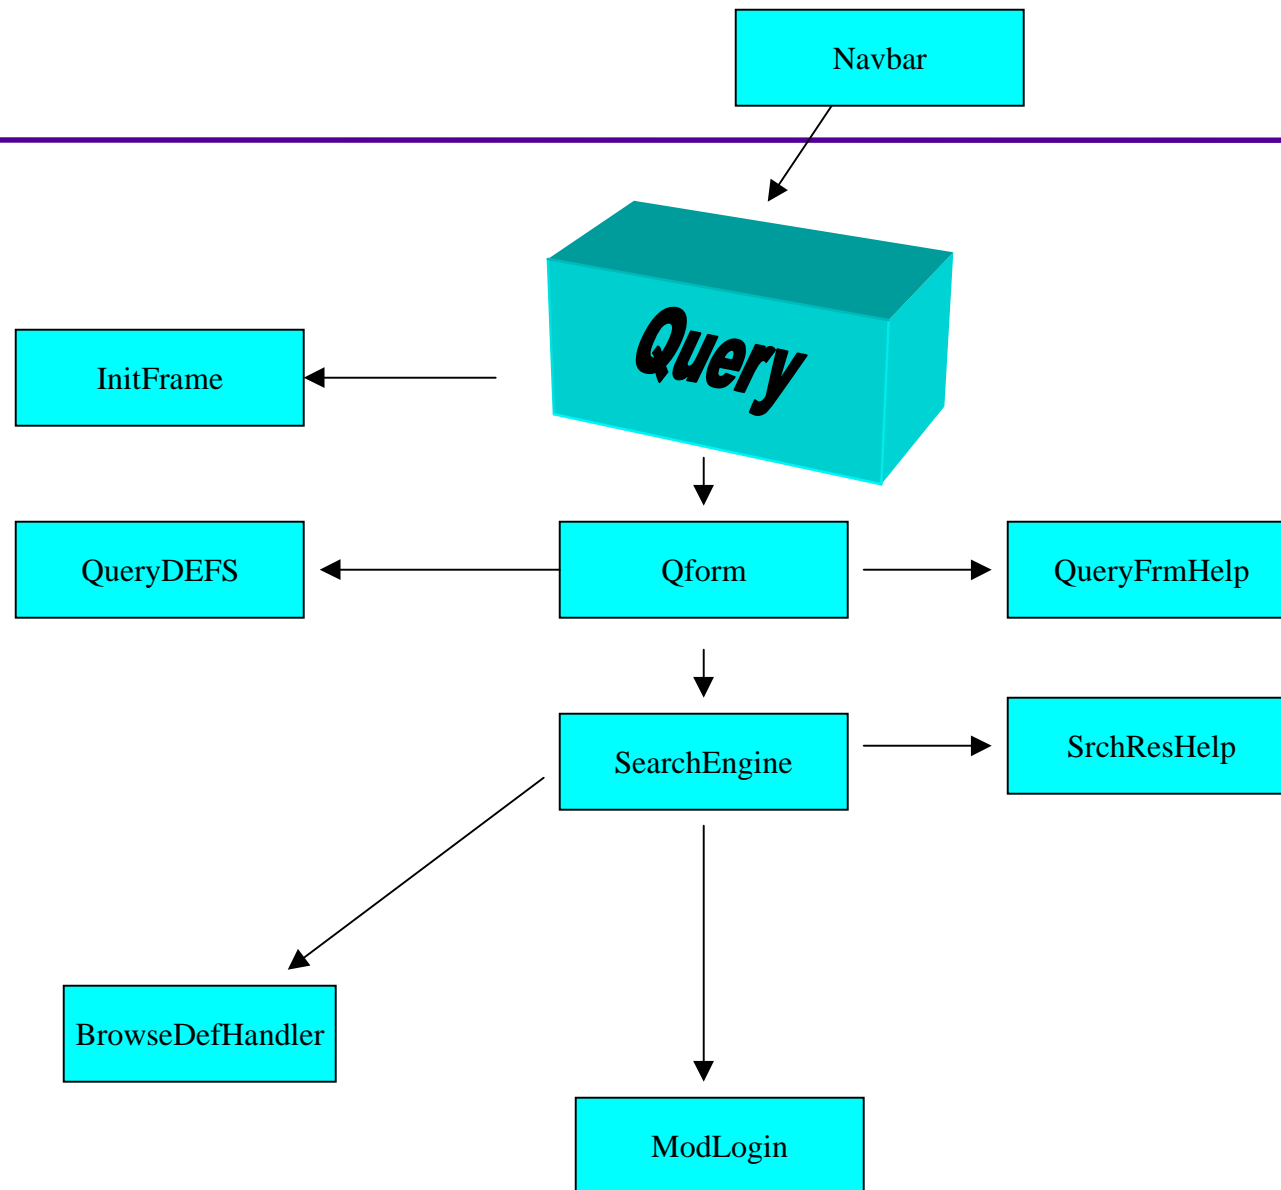 Navbar
Query
InitFrame
QueryDEFS
Qform
QueryFrmHelp
SearchEngine
SrchResHelp
BrowseDefHandler
ModLogin